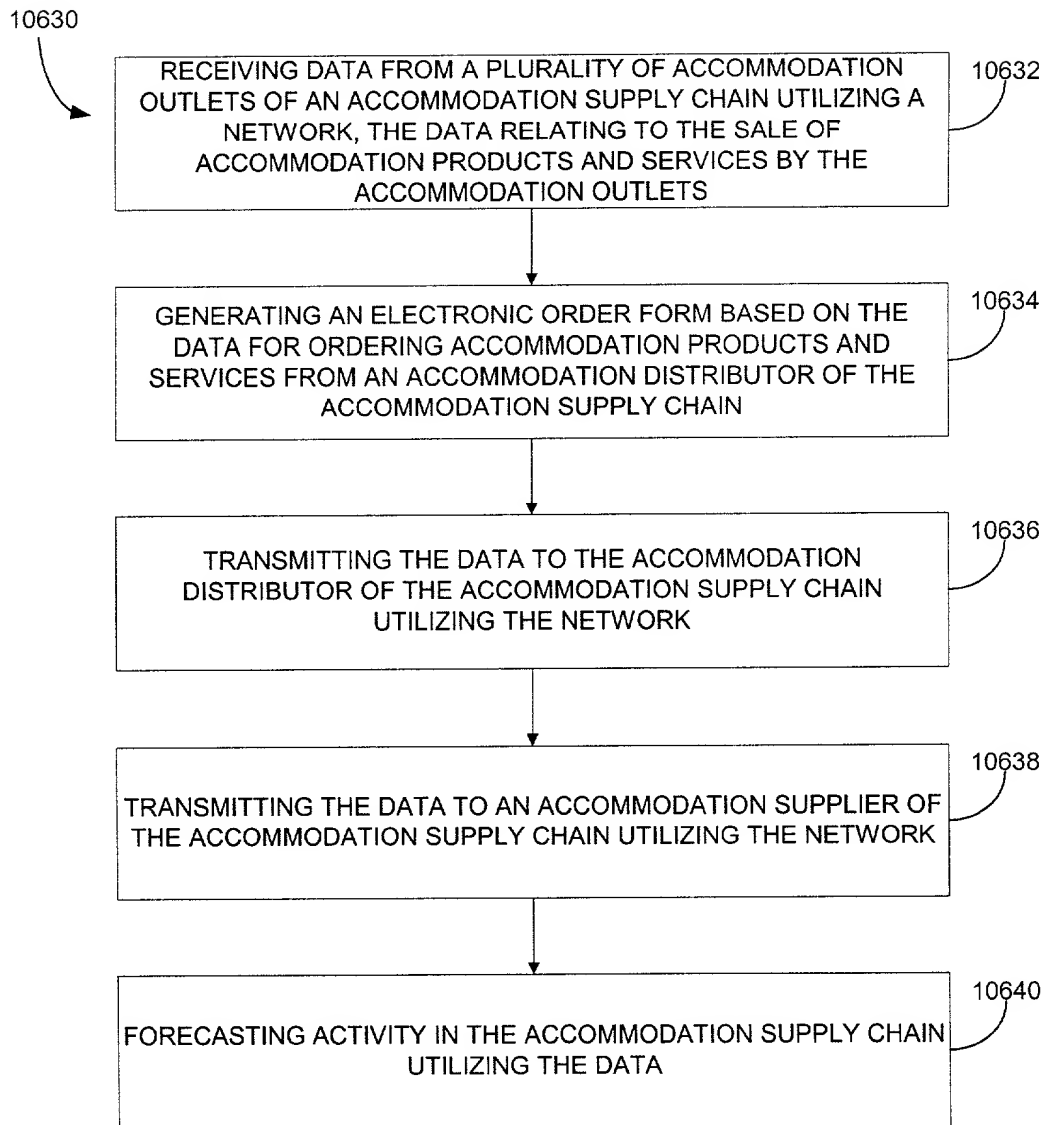 10630
RECEIVING DATA FROM A PLURALITY OF ACCOMMODATION
OUTLETS OF AN ACCOMMODATION SUPPLY CHAIN UTILIZING A
NETWORK, THE DATA RELATING TO THE SALE OF
ACCOMMODATION PRODUCTS AND SERVICES BY THE
ACCOMMODATION OUTLETS
10632
GENERATING AN ELECTRONIC ORDER FORM BASED ON THE
DATA FOR ORDERING ACCOMMODATION PRODUCTS AND
SERVICES FROM AN ACCOMMODATION DISTRIBUTOR OF THE
ACCOMMODATION SUPPLY CHAIN
10634
TRANSMITTING THE DATA TO THE ACCOMMODATION
DISTRIBUTOR OF THE ACCOMMODATION SUPPLY CHAIN
UTILIZING THE NETWORK
10636
TRANSMITTING THE DATA TO AN ACCOMMODATION SUPPLIER OF
THE ACCOMMODATION SUPPLY CHAIN UTILIZING THE NETWORK
10638
FORECASTING ACTIVITY IN THE ACCOMMODATION SUPPLY CHAIN
UTILIZING THE DATA
10640